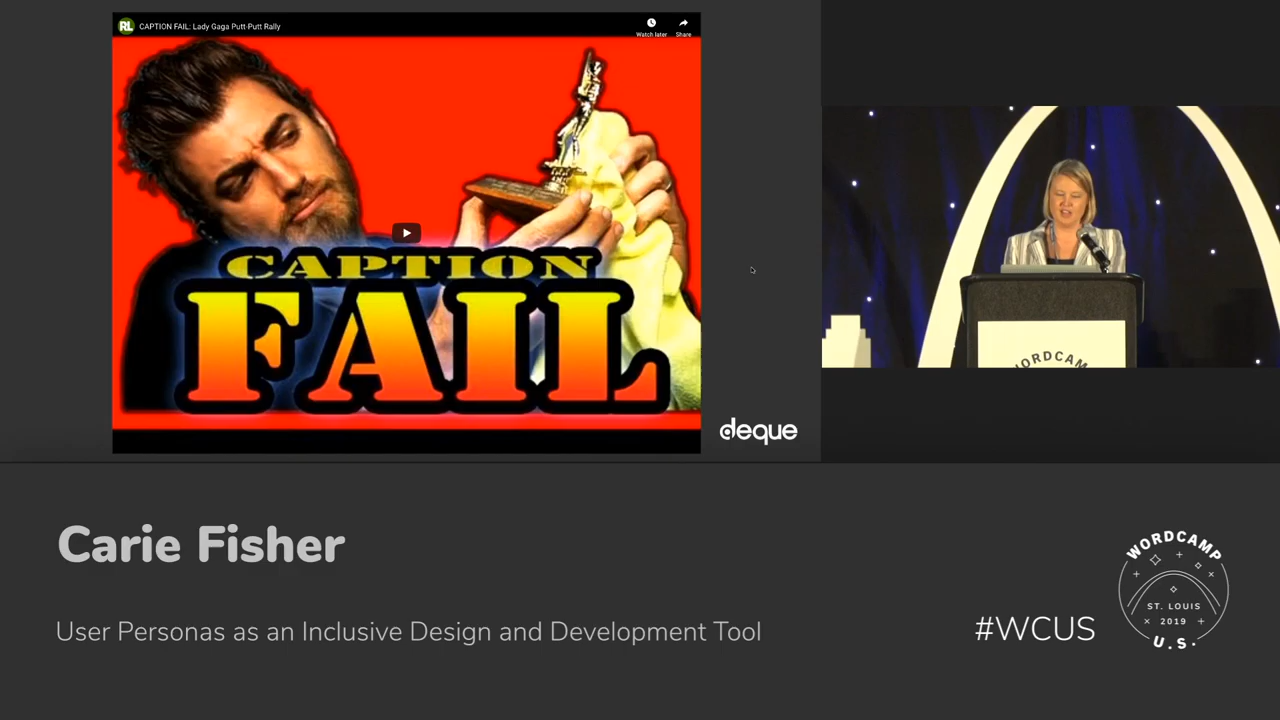 RL
CAPTION FAIL: Lady Gaga Putt-Putt Rally
Watch later
Share
CAPTION
FAIL
deque
WORDCAMP
Carie Fisher
User Personas as an Inclusive Design and Development Tool
#WCUS
WORDCAMP
ST. LOUIS
2019
U.S.